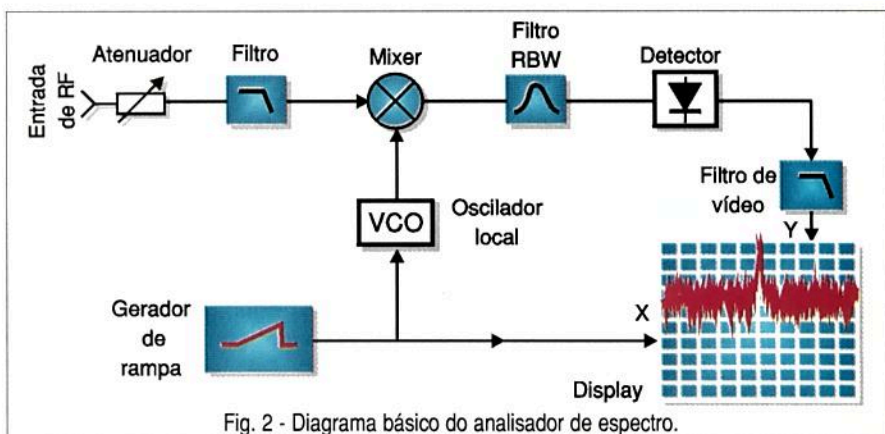 Entrada
de RF
Atenuador
Filtro
Mixer
Filtro
RBW
Detector
Filtro de
vídeo
Y
VCO
Oscilador
local
Gerador
de
rampa
X
Display
Fig. 2 - Diagrama básico do analisador de espectro.